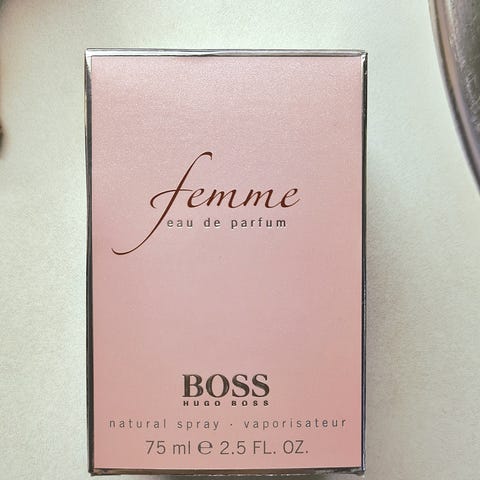 femme
eau de parfum
BOSS
HUGO BOSS
natural spray · vaporisateur
75 ml ℮ 2.5 FL. OZ.